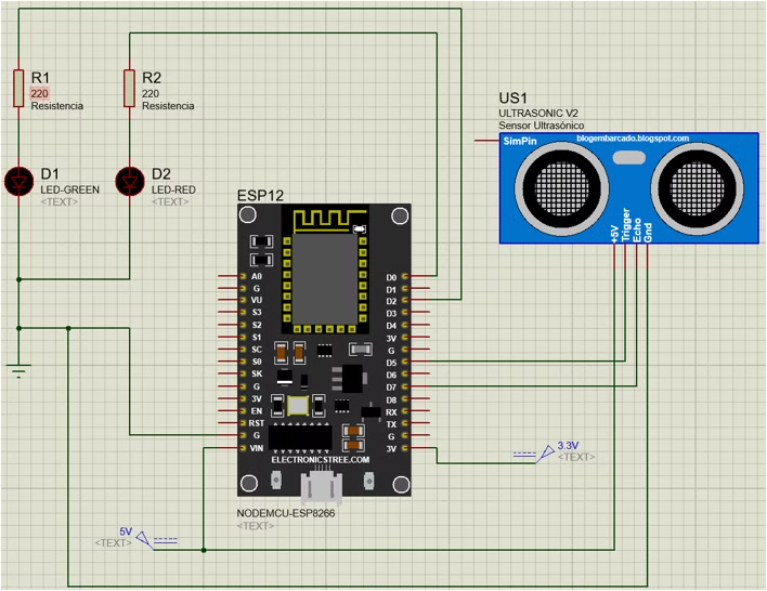 R1
220
Resistencia
R2
220
Resistencia
D1
LED-GREEN
<TEXT>
D2
LED-RED
<TEXT>
US1
ULTRASONIC V2
Sensor Ultrasónico
SimPin
blogembarcado.blogspot.com
+5V
Trigger
Echo
Gnd
ESP12
A0
G
VU
S3
S2
S1
SC
S0
SK
G
3V
EN
RST
G
VIN
D0
D1
D2
D3
D4
3V
G
D5
D6
D7
D8
RX
TX
G
3V
ELECTRONICSTREE.COM
NODEMCU-ESP8266
<TEXT>
3.3V
<TEXT>
5V
<TEXT>